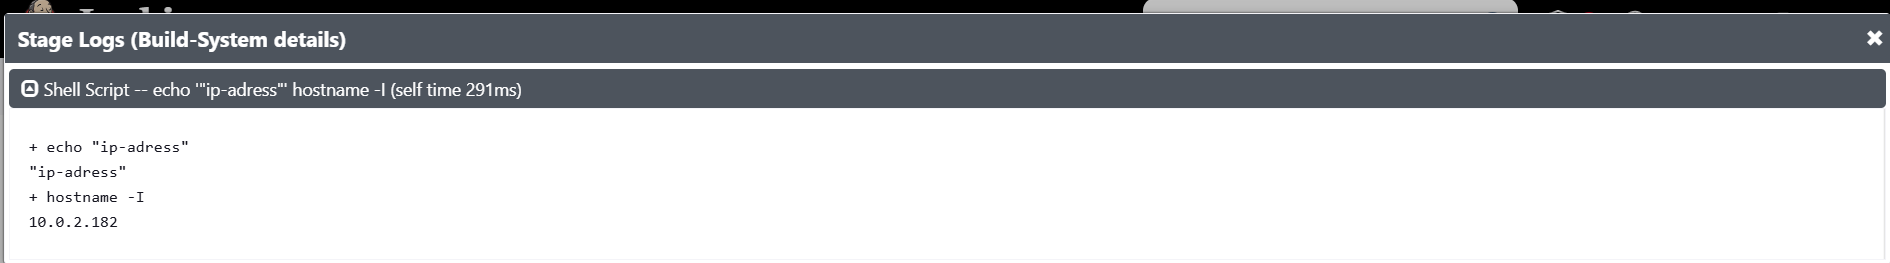 Stage Logs (Build-System details)
Shell Script -- echo '"ip-adress"' hostname -I (self time 291ms)
+ echo "ip-adress"
"ip-adress"
+ hostname -I
10.0.2.182